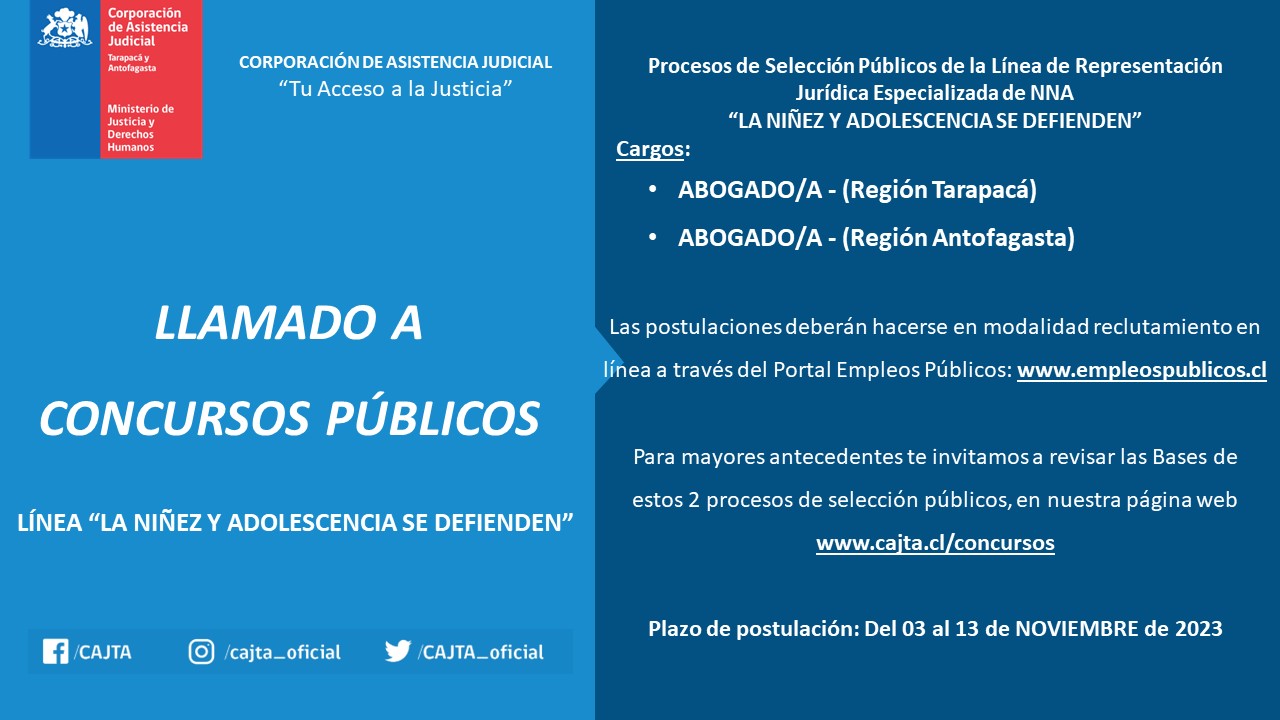 Corporación
de Asistencia
Judicial
Tarapacá y
Antofagasta
Ministerio de
Justicia y
Derechos
Humanos
CORPORACIÓN DE ASISTENCIA JUDICIAL
“Tu Acceso a la Justicia”
LLAMADO A
CONCURSOS PÚBLICOS
LÍNEA “LA NIÑEZ Y ADOLESCENCIA SE DEFIENDEN”
/CAJTA
/cajta_oficial
/CAJTA_oficial
Procesos de Selección Públicos de la Línea de Representación
Jurídica Especializada de NNA
“LA NIÑEZ Y ADOLESCENCIA SE DEFIENDEN”
Cargos:
• ABOGADO/A - (Región Tarapacá)
• ABOGADO/A - (Región Antofagasta)
Las postulaciones deberán hacerse en modalidad reclutamiento en
línea a través del Portal Empleos Públicos: www.empleospublicos.cl
Para mayores antecedentes te invitamos a revisar las Bases de
estos 2 procesos de selección públicos, en nuestra página web
www.cajta.cl/concursos
Plazo de postulación: Del 03 al 13 de NOVIEMBRE de 2023